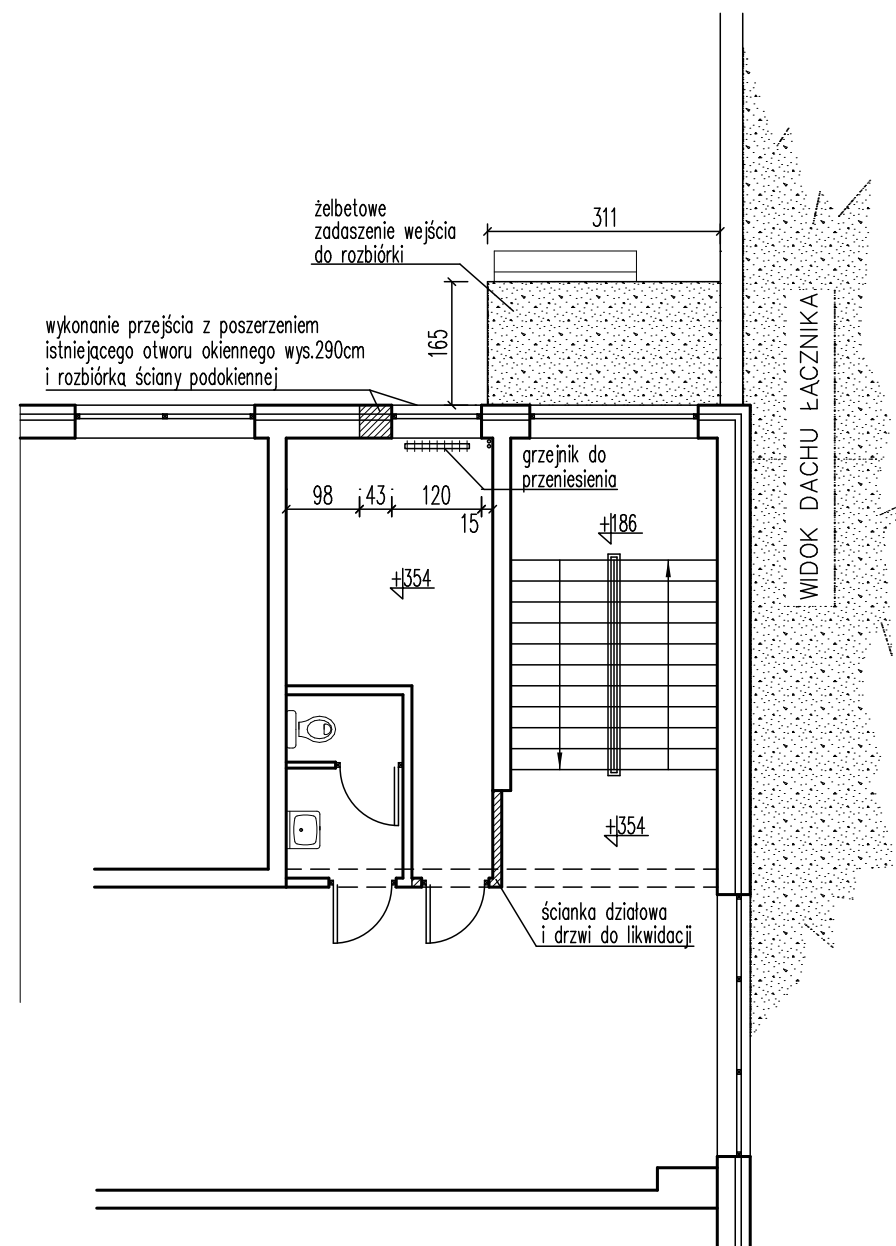 żelbetowe
zadaszenie wejścia
do rozbiórki
311
165
wykonanie przejścia z poszerzeniem
istniejącego otworu okiennego wys.290cm
i rozbiórką ściany podokiennej
WIDOK DACHU ŁĄCZNIKA
grzejnik do
przeniesienia
98
43
120
15
+186
+354
+354
ścianka działowa
i drzwi do likwidacji